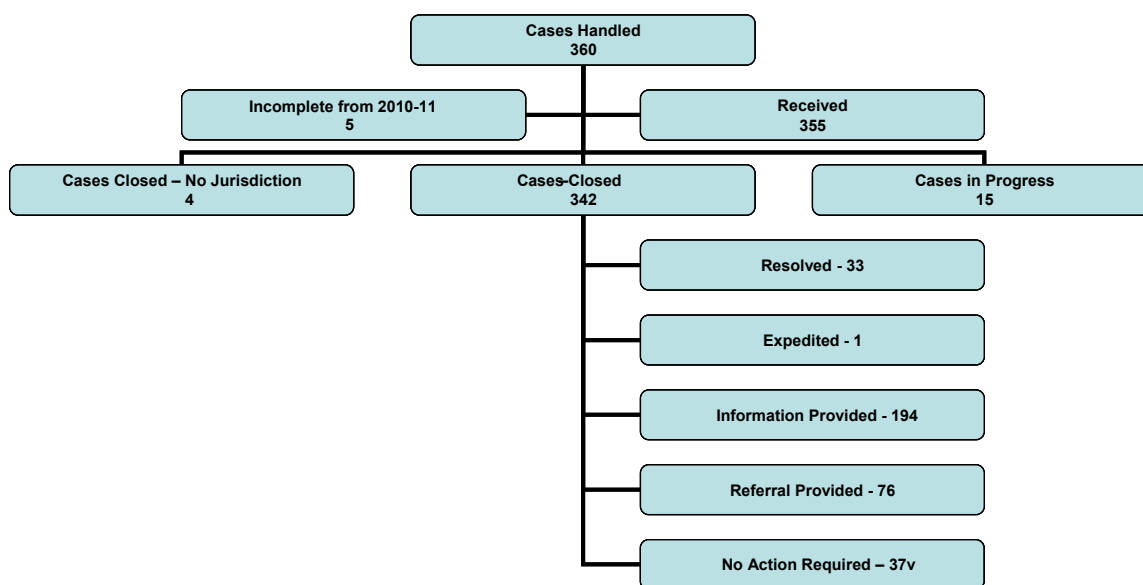 Cases Handled
360
Incomplete from 2010-11
5
Received
355
Cases Closed – No Jurisdiction
4
Cases-Closed
342
Cases in Progress
15
Resolved - 33
Expedited - 1
Information Provided - 194
Referral Provided - 76
No Action Required – 37v